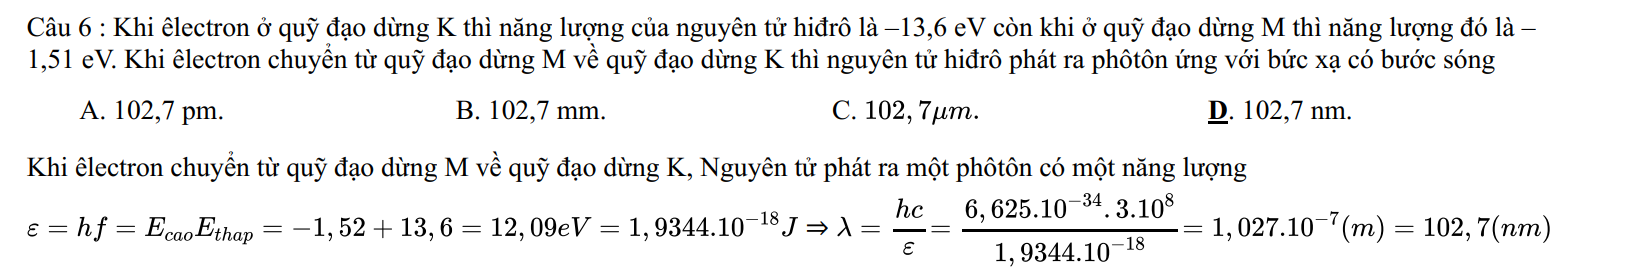 Câu 6 : Khi êlectron ở quỹ đạo dừng K thì năng lượng của nguyên tử hiđrô là –13,6 eV còn khi ở quỹ đạo dừng M thì năng lượng đó là –
1,51 eV. Khi êlectron chuyển từ quỹ đạo dừng M về quỹ đạo dừng K thì nguyên tử hiđrô phát ra phôtôn ứng với bức xạ có bước sóng
A. 102,7 pm. B. 102,7 mm. C. 102, 7μm. D. 102,7 nm.
Khi êlectron chuyển từ quỹ đạo dừng M về quỹ đạo dừng K, Nguyên tử phát ra một phôtôn có một năng lượng
ε = hf = E_{cao}E_{thap} = −1, 52 + 13, 6 = 12, 09eV = 1, 9344.10^{−18}J ⇒ λ = \frac{hc}{ε} = \frac{6, 625.10^{−34}. 3.10^{8}}{1, 9344.10^{−18}} = 1, 027.10^{−7}(m) = 102, 7(nm)